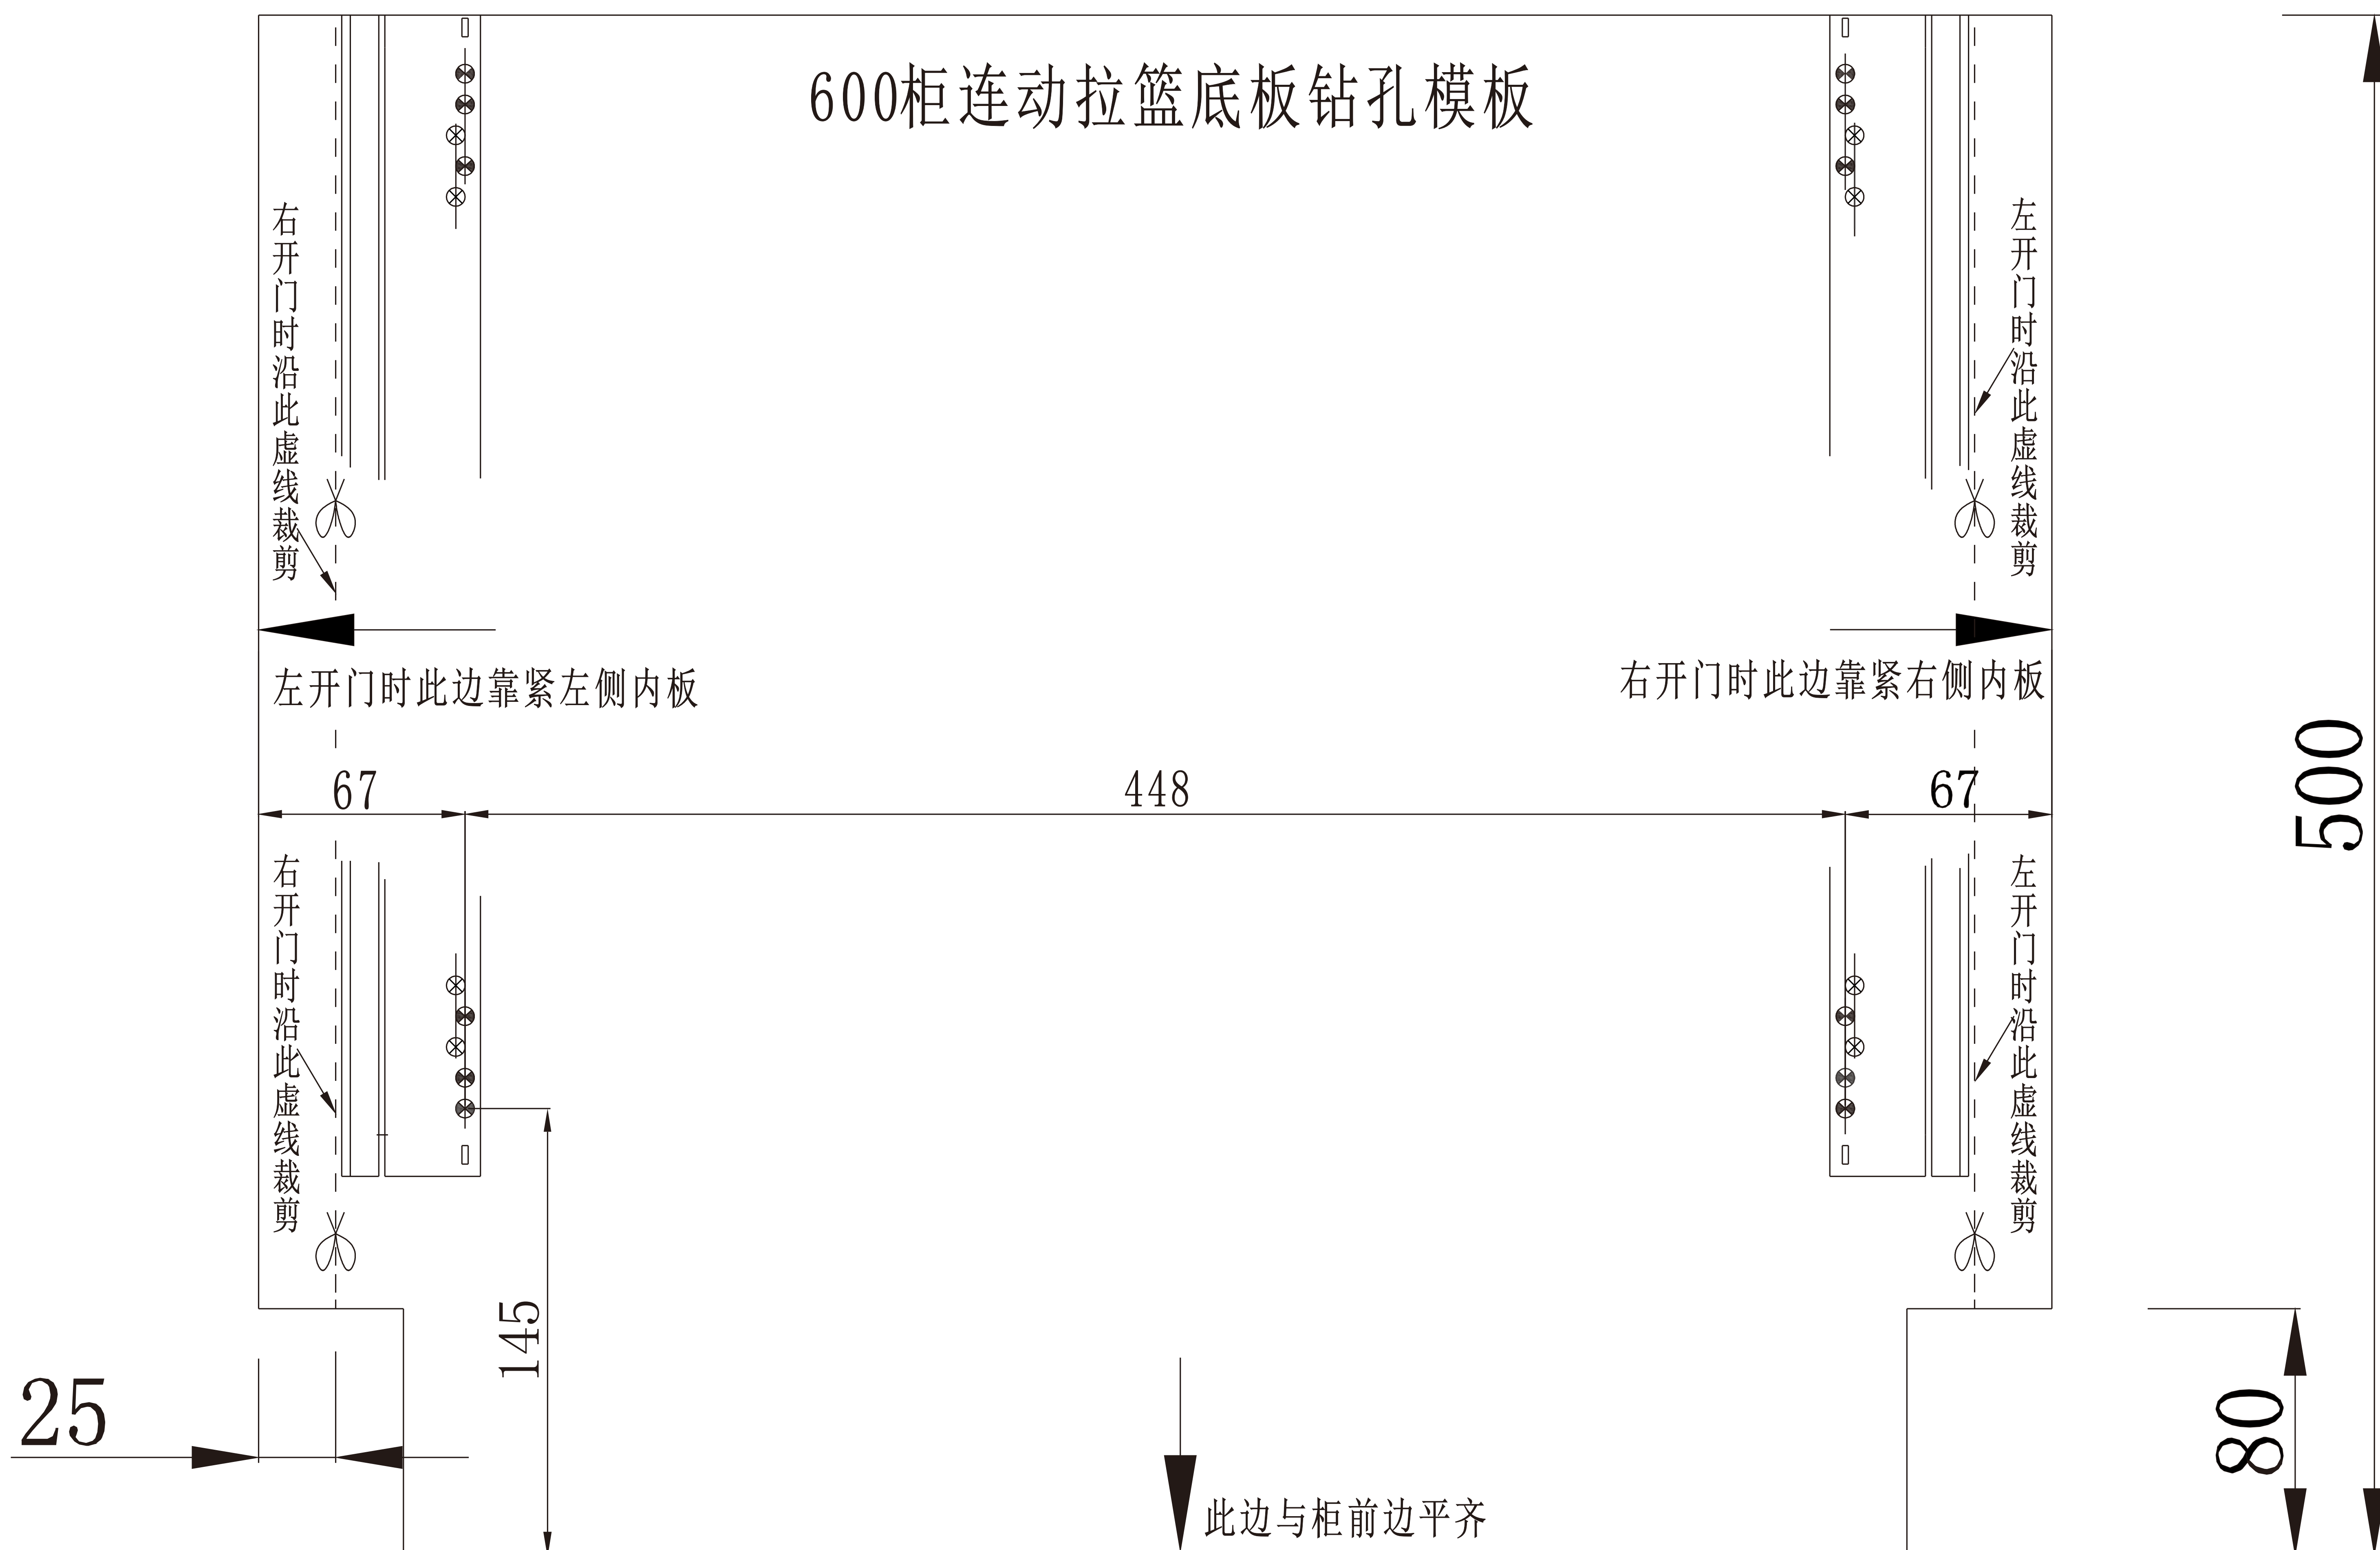 600柜连动拉篮底板钻孔模板
右开门时沿此虚线裁剪
左开门时沿此虚线裁剪
左开门时此边靠紧左侧内板
右开门时此边靠紧右侧内板
500
67
448
67
右开门时沿此虚线裁剪
左开门时沿此虚线裁剪
145
25
80
此边与柜前边平齐